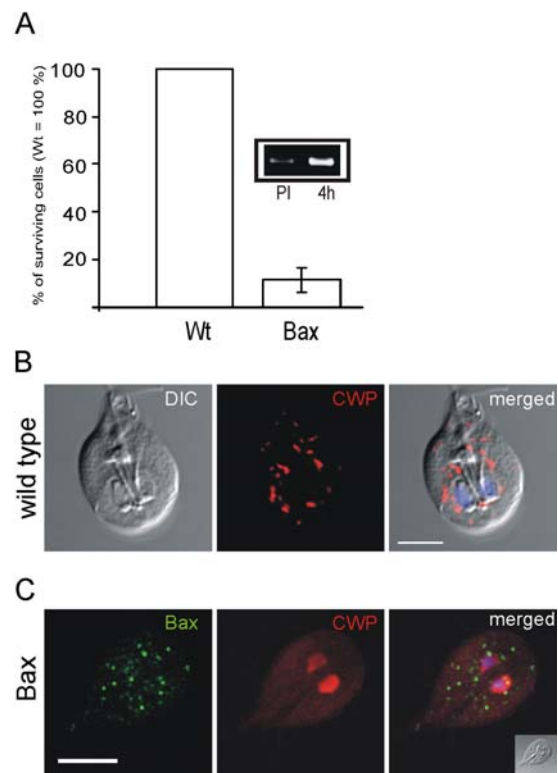 A
% of surviving cells (Wt = 100 %)
100
80
60
40
20
PI 4h
Wt Bax
B
wild type
DIC CWP merged
C
Bax
Bax CWP merged